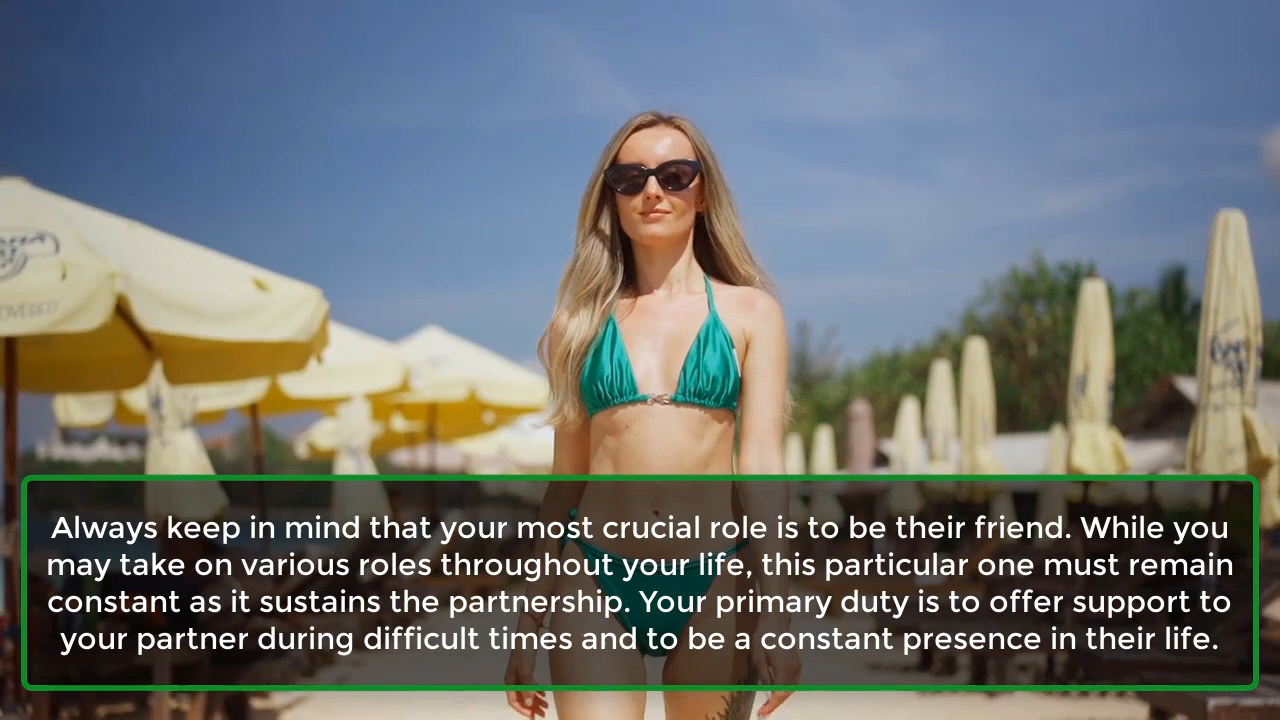 Always keep in mind that your most crucial role is to be their friend. While you
may take on various roles throughout your life, this particular one must remain
constant as it sustains the partnership. Your primary duty is to offer support to
your partner during difficult times and to be a constant presence in their life.